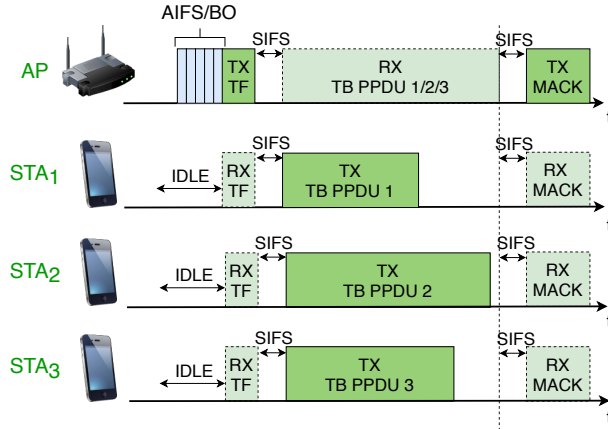 AIFS/BO
SIFS
SIFS
AP
TX
TF
RX
TB PPDU 1/2/3
TX
MACK
t
SIFS
SIFS
STA1
IDLE
RX
TF
TX
TB PPDU 1
RX
MACK
t
SIFS
SIFS
STA2
IDLE
RX
TF
TX
TB PPDU 2
RX
MACK
t
SIFS
SIFS
STA3
IDLE
RX
TF
TX
TB PPDU 3
RX
MACK
t